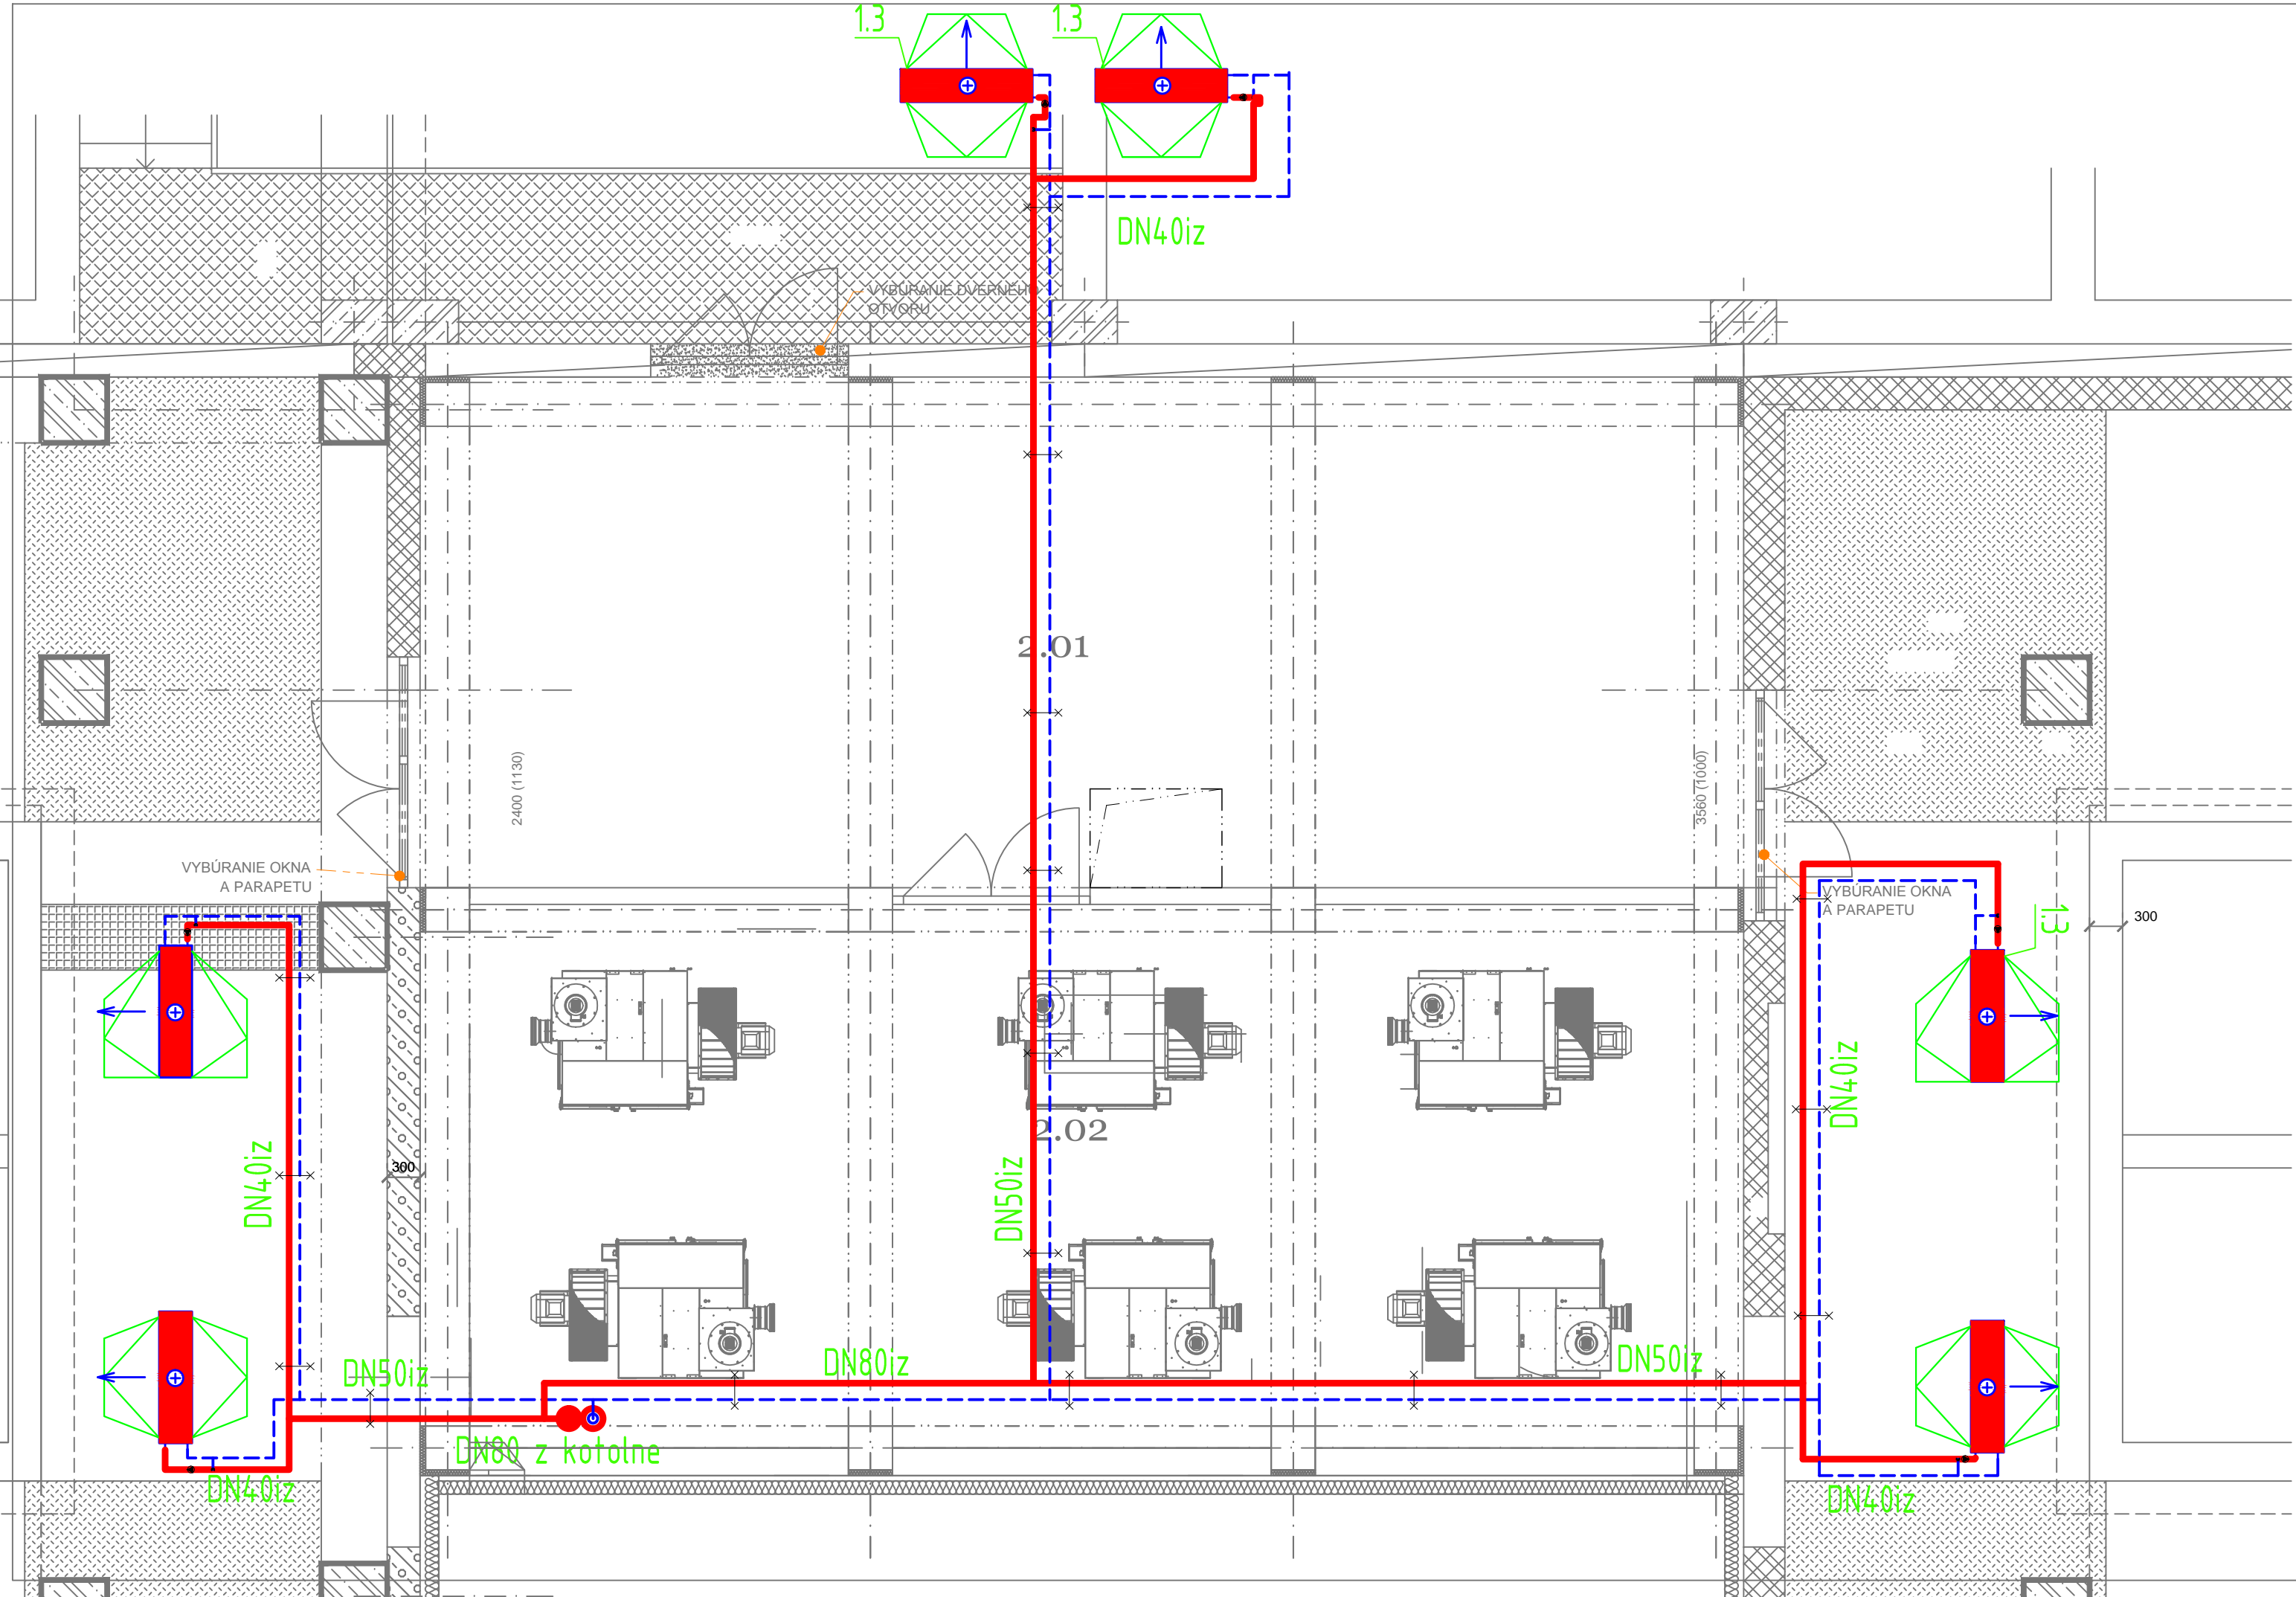 1.3
1.3
DN40iz
VYBÚRANIE DVERNÉHO
OTVORU
2.01
2400 (1130)
3560 (1000)
VYBÚRANIE OKNA
A PARAPETU
VYBÚRANIE OKNA
A PARAPETU
1.3
300
DN40iz
2.02
300
DN40iz
DN50iz
DN50iz
DN80iz
DN50iz
DN80 z kotolne
DN40iz
DN40iz